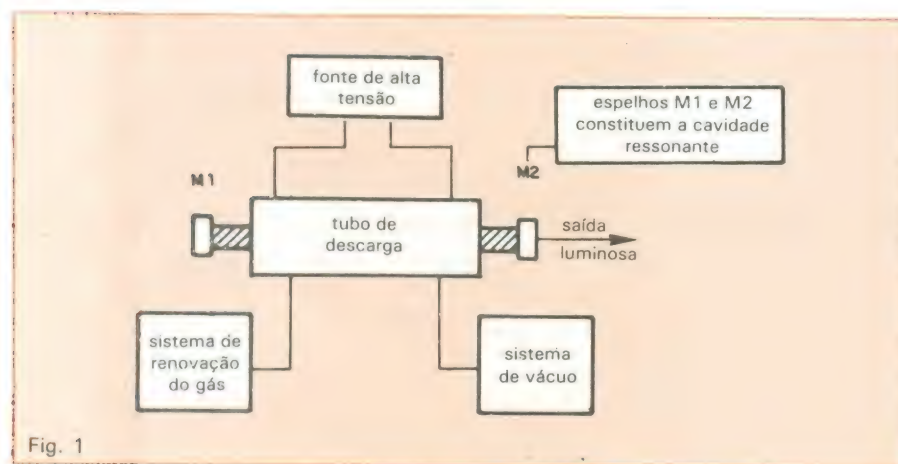 fonte de alta
tensão
espelhos M1 e M2
constituem a cavidade
ressonante
M1
M2
tubo de
descarga
saída
luminosa
sistema de
renovação
do gás
sistema
de vácuo
Fig. 1